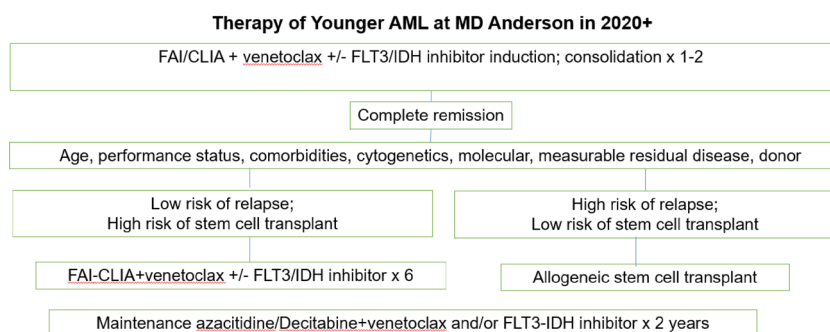 Therapy of Younger AML at MD Anderson in 2020+
FAI/CLIA + venetoclax +/- FLT3/IDH inhibitor induction; consolidation x 1-2
Complete remission
Age, performance status, comorbidities, cytogenetics, molecular, measurable residual disease, donor
Low risk of relapse;
High risk of stem cell transplant
High risk of relapse;
Low risk of stem cell transplant
FAI-CLIA+venetoclax +/- FLT3/IDH inhibitor x 6
Allogeneic stem cell transplant
Maintenance azacitidine/Decitabine+venetoclax and/or FLT3-IDH inhibitor x 2 years